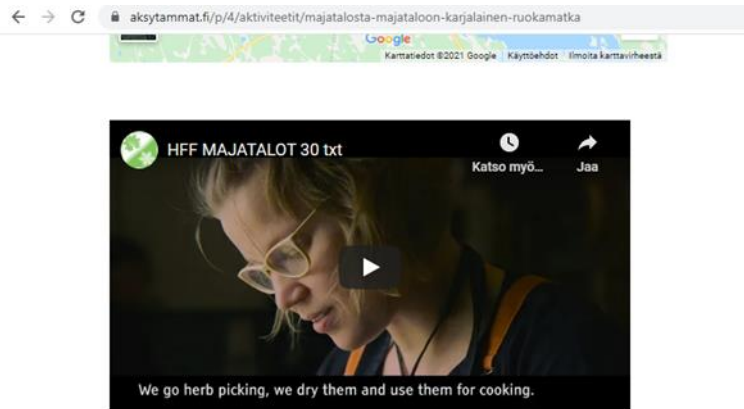 aksytammat.fi/p/4/aktiviteetit/majatalosta-majataloon-karjalainen-ruokamatka
Google
Karttatiedot ©2021 Google Käyttöehdot Ilmoita karttavirheestä
HFF MAJATALOT 30 txt
Katso myö... Jaa
We go herb picking, we dry them and use them for cooking.